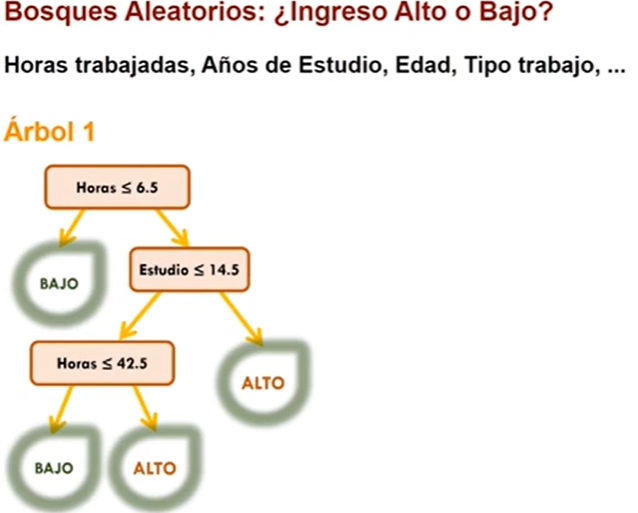 Bosques Aleatorios: ¿Ingreso Alto o Bajo?
Horas trabajadas, Años de Estudio, Edad, Tipo trabajo, ...
Árbol 1
Horas ≤ 6.5
BAJO
Estudio ≤ 14.5
Horas ≤ 42.5
ALTO
BAJO
ALTO